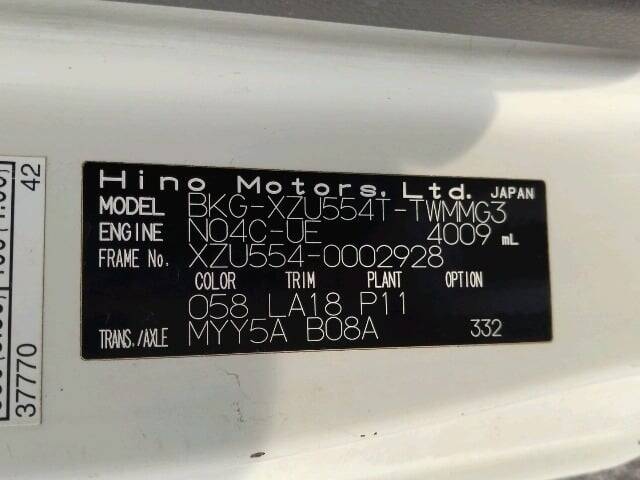 Hino Motors, Ltd. JAPAN
MODEL BKG-XZU554T-TWMMG3
ENGINE N04C-UE 4009 mL
FRAME No. XZU554-0002928
COLOR TRIM PLANT OPTION
058 LA18 P11
TRANS./AXLE MYY5A B08A 332
42
37770